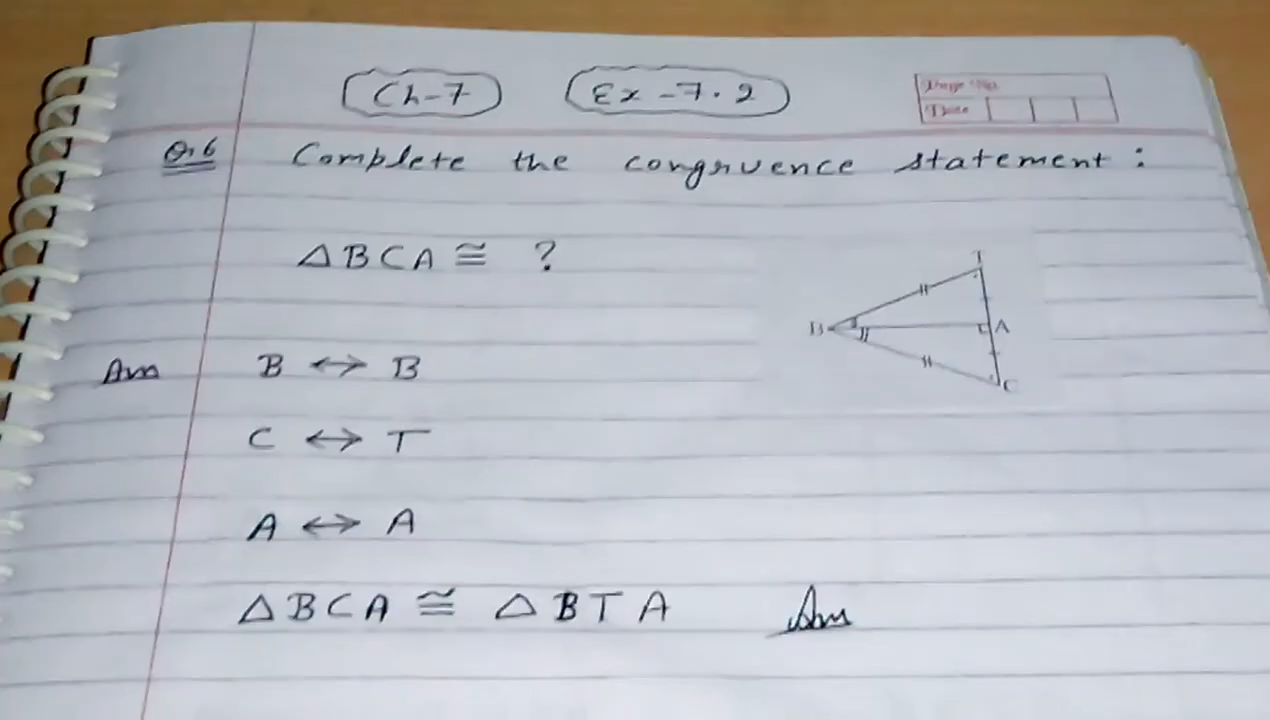 Ch-7 Ex-7.2
Page No.
Date
Q.6 Complete the congruence statement :
△BCA ≅ ?
T
B A
C
Ans B ↔ B
C ↔ T
A ↔ A
△BCA ≅ △BTA Ans